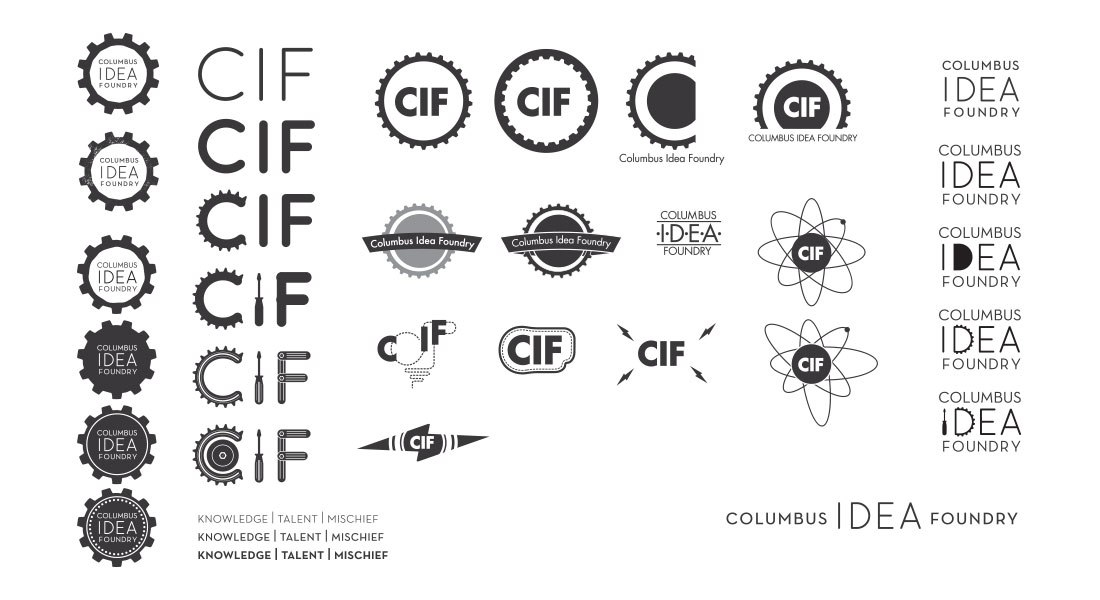 COLUMBUS
IDEA
FOUNDRY
COLUMBUS
IDEA
FOUNDRY
COLUMBUS
IDEA
FOUNDRY
COLUMBUS
IDEA
FOUNDRY
COLUMBUS
IDEA
FOUNDRY
COLUMBUS
IDEA
FOUNDRY
CIF
CIF
CIF
CIF
CIF
CIF
KNOWLEDGE | TALENT | MISCHIEF
KNOWLEDGE | TALENT | MISCHIEF
KNOWLEDGE | TALENT | MISCHIEF
CIF
CIF
C
Columbus Idea Foundry
CIF
COLUMBUS IDEA FOUNDRY
Columbus Idea Foundry
Columbus Idea Foundry
COLUMBUS
·I·D·E·A·
FOUNDRY
CIF
CIF
CIF
CIF
CIF
CIF
COLUMBUS
IDEA
FOUNDRY
COLUMBUS
IDEA
FOUNDRY
COLUMBUS
IDEA
FOUNDRY
COLUMBUS
IDEA
FOUNDRY
COLUMBUS
IDEA
FOUNDRY
COLUMBUS | IDEA FOUNDRY